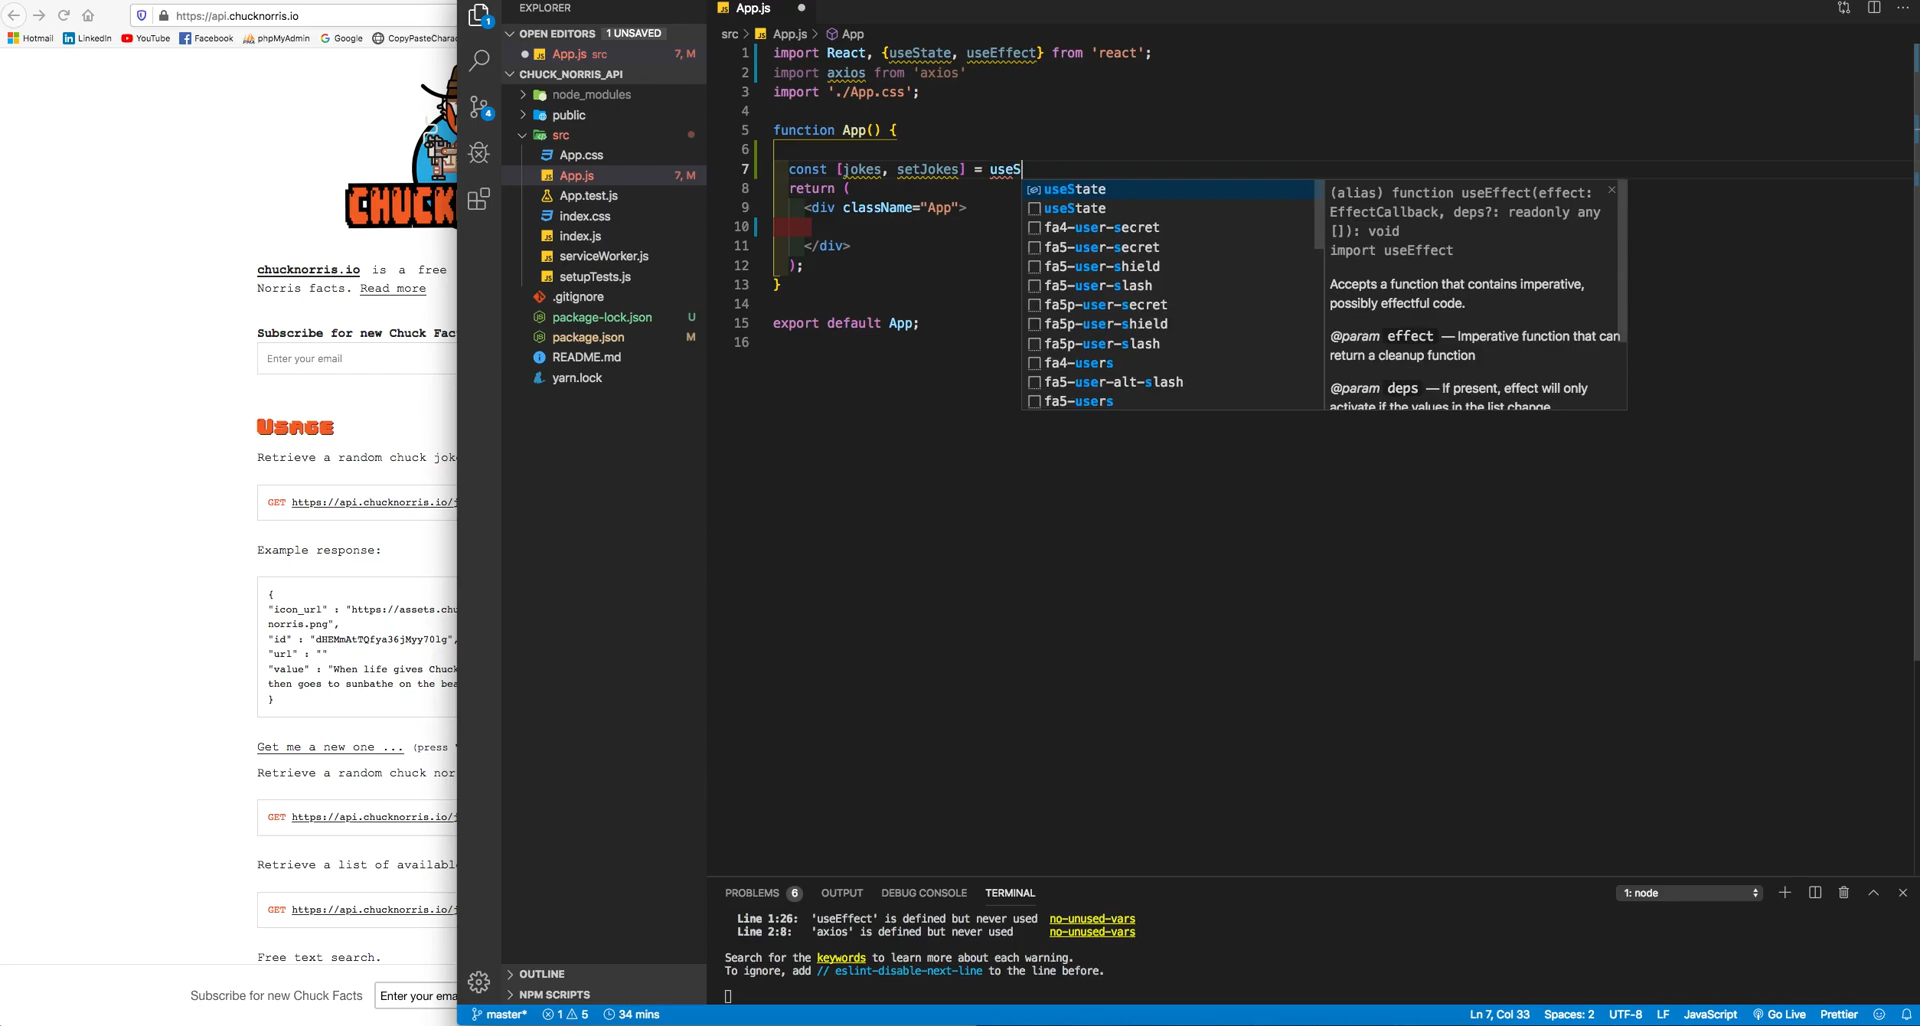 https://api.chucknorris.io
Hotmail LinkedIn YouTube Facebook phpMyAdmin Google CopyPasteChara
CHUCK
chucknorris.io is a free
Norris facts. Read more
Subscribe for new Chuck Fac
Enter your email
Usage
Retrieve a random chuck jok
GET https://api.chucknorris.io/j
Example response:
{
"icon_url" : "https://assets.chu
norris.png",
"id" : "dHEMmAtTQfya36jMyy70lg",
"url" : ""
"value" : "When life gives Chuck
then goes to sunbathe on the bea
}
Get me a new one ... (press "
Retrieve a random chuck nor
GET https://api.chucknorris.io/j
Retrieve a list of available
GET https://api.chucknorris.io/j
Free text search.
Subscribe for new Chuck Facts Enter your ema
1
4
EXPLORER
OPEN EDITORS 1 UNSAVED
App.js src 7, M
CHUCK_NORRIS_API
node_modules
public
src
App.css
App.js 7, M
App.test.js
index.css
index.js
serviceWorker.js
setupTests.js
.gitignore
package-lock.json U
package.json M
README.md
yarn.lock
OUTLINE
NPM SCRIPTS
App.js
src > App.js > App
1 import React, {useState, useEffect} from 'react';
2 import axios from 'axios'
3 import './App.css';
4
5 function App() {
6
7 const [jokes, setJokes] = useS
8 return (
9 <div className="App">
10
11 </div>
12 );
13 }
14
15 export default App;
16
useState
useState
fa4-user-secret
fa5-user-secret
fa5-user-shield
fa5-user-slash
fa5p-user-secret
fa5p-user-shield
fa5p-user-slash
fa4-users
fa5-user-alt-slash
fa5-users
(alias) function useEffect(effect:
EffectCallback, deps?: readonly any
[]): void
import useEffect
Accepts a function that contains imperative,
possibly effectful code.
@param effect — Imperative function that can
return a cleanup function
@param deps — If present, effect will only
activate if the values in the list change
PROBLEMS 6 OUTPUT DEBUG CONSOLE TERMINAL 1: node
Line 1:26: 'useEffect' is defined but never used no-unused-vars
Line 2:8: 'axios' is defined but never used no-unused-vars
Search for the keywords to learn more about each warning.
To ignore, add // eslint-disable-next-line to the line before.
master* 1 5 34 mins Ln 7, Col 33 Spaces: 2 UTF-8 LF JavaScript Go Live Prettier